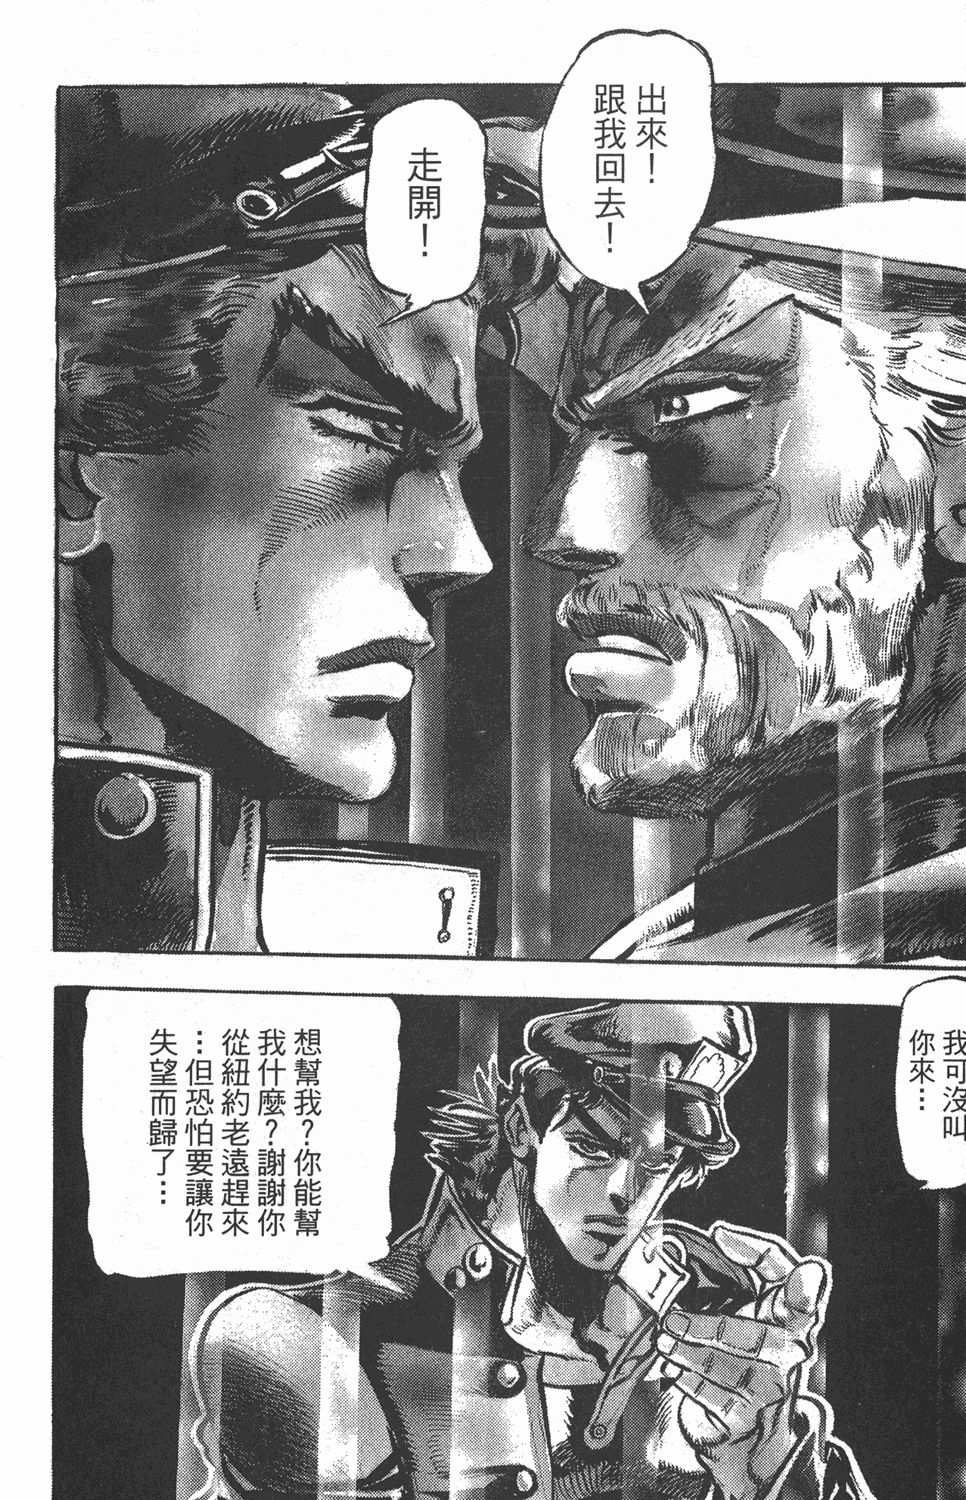 出來！
跟我回去！
走開！
我可沒叫
你來…
想幫我？你能幫
我什麼？謝謝你
從紐約老遠趕來
…但恐怕要讓你
失望而歸了…